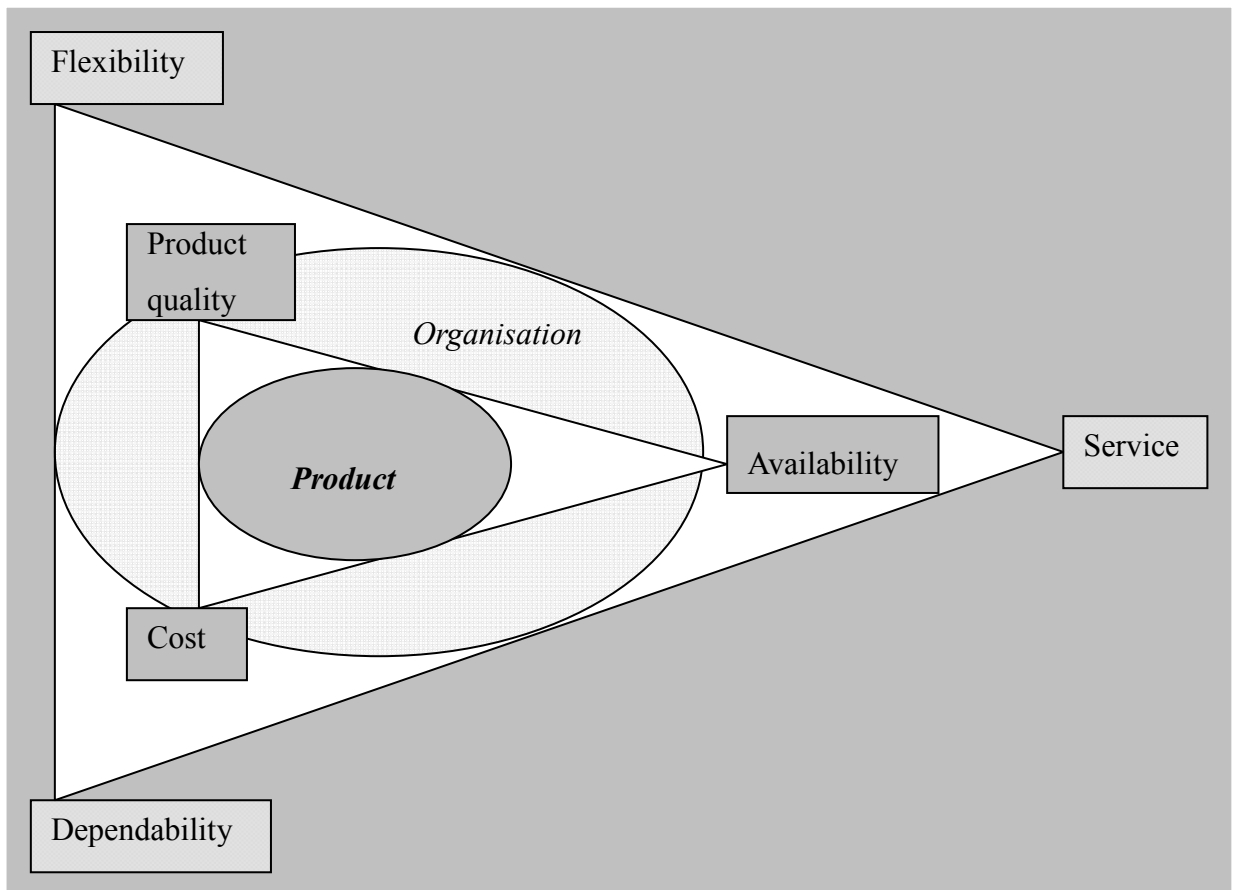 Flexibility
Product
quality
Organisation
Availability
Service
Product
Cost
Dependability